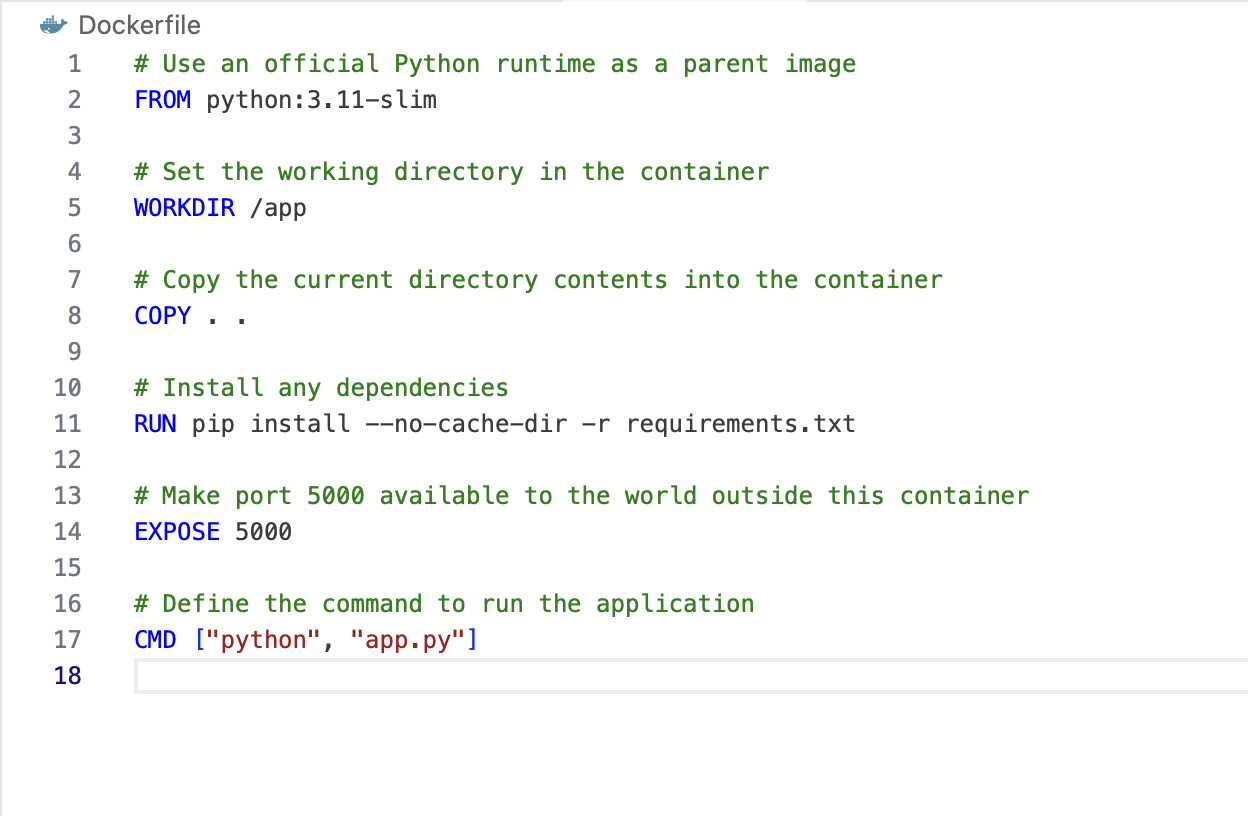 Dockerfile
1 # Use an official Python runtime as a parent image
2 FROM python:3.11-slim
3
4 # Set the working directory in the container
5 WORKDIR /app
6
7 # Copy the current directory contents into the container
8 COPY . .
9
10 # Install any dependencies
11 RUN pip install --no-cache-dir -r requirements.txt
12
13 # Make port 5000 available to the world outside this container
14 EXPOSE 5000
15
16 # Define the command to run the application
17 CMD ["python", "app.py"]
18